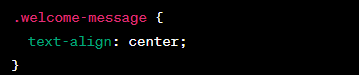 .welcome-message {
  text-align: center;
}